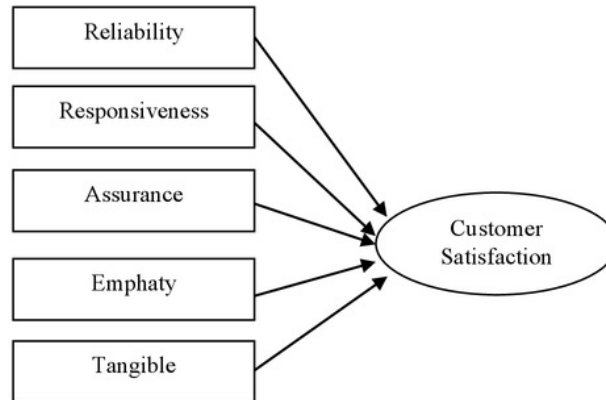 Reliability
Responsiveness
Assurance
Emphaty
Tangible
Customer
Satisfaction